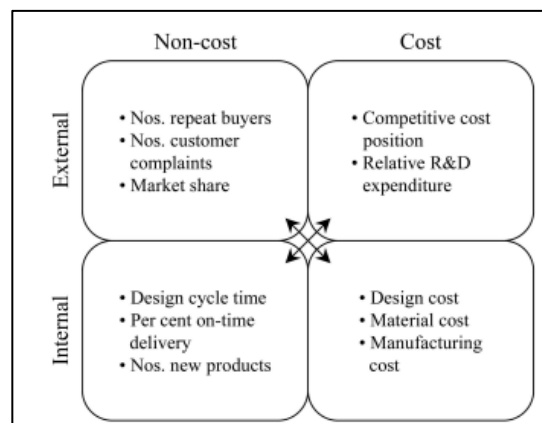 Non-cost
Cost
External
• Nos. repeat buyers
• Nos. customer
complaints
• Market share
• Competitive cost
position
• Relative R&D
expenditure
Internal
• Design cycle time
• Per cent on-time
delivery
• Nos. new products
• Design cost
• Material cost
• Manufacturing
cost